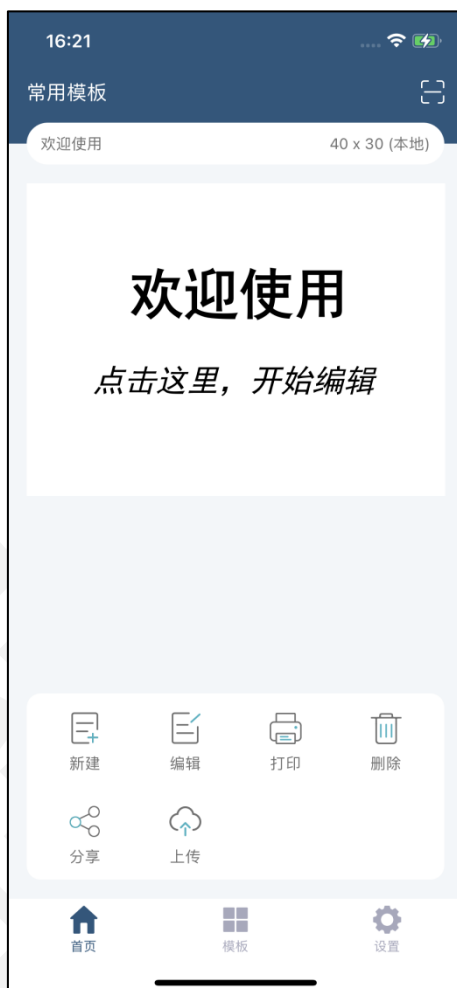 16:21
常用模板
欢迎使用 40 x 30 (本地)
欢迎使用
点击这里，开始编辑
新建 编辑 打印 删除
分享 上传
首页 模板 设置